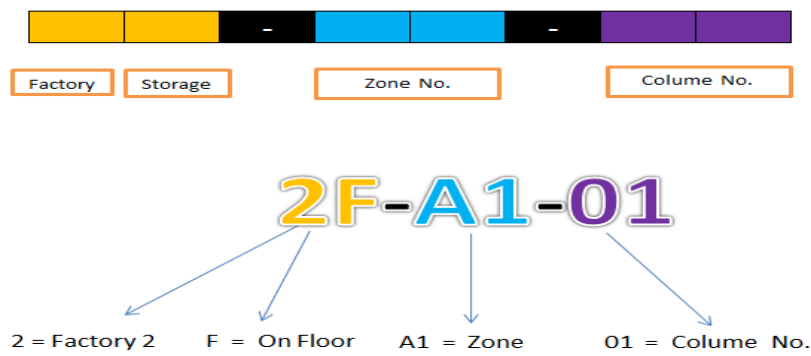 - -
Factory Storage Zone No. Colume No.
2F-A1-01
2 = Factory 2 F = On Floor A1 = Zone 01 = Colume No.